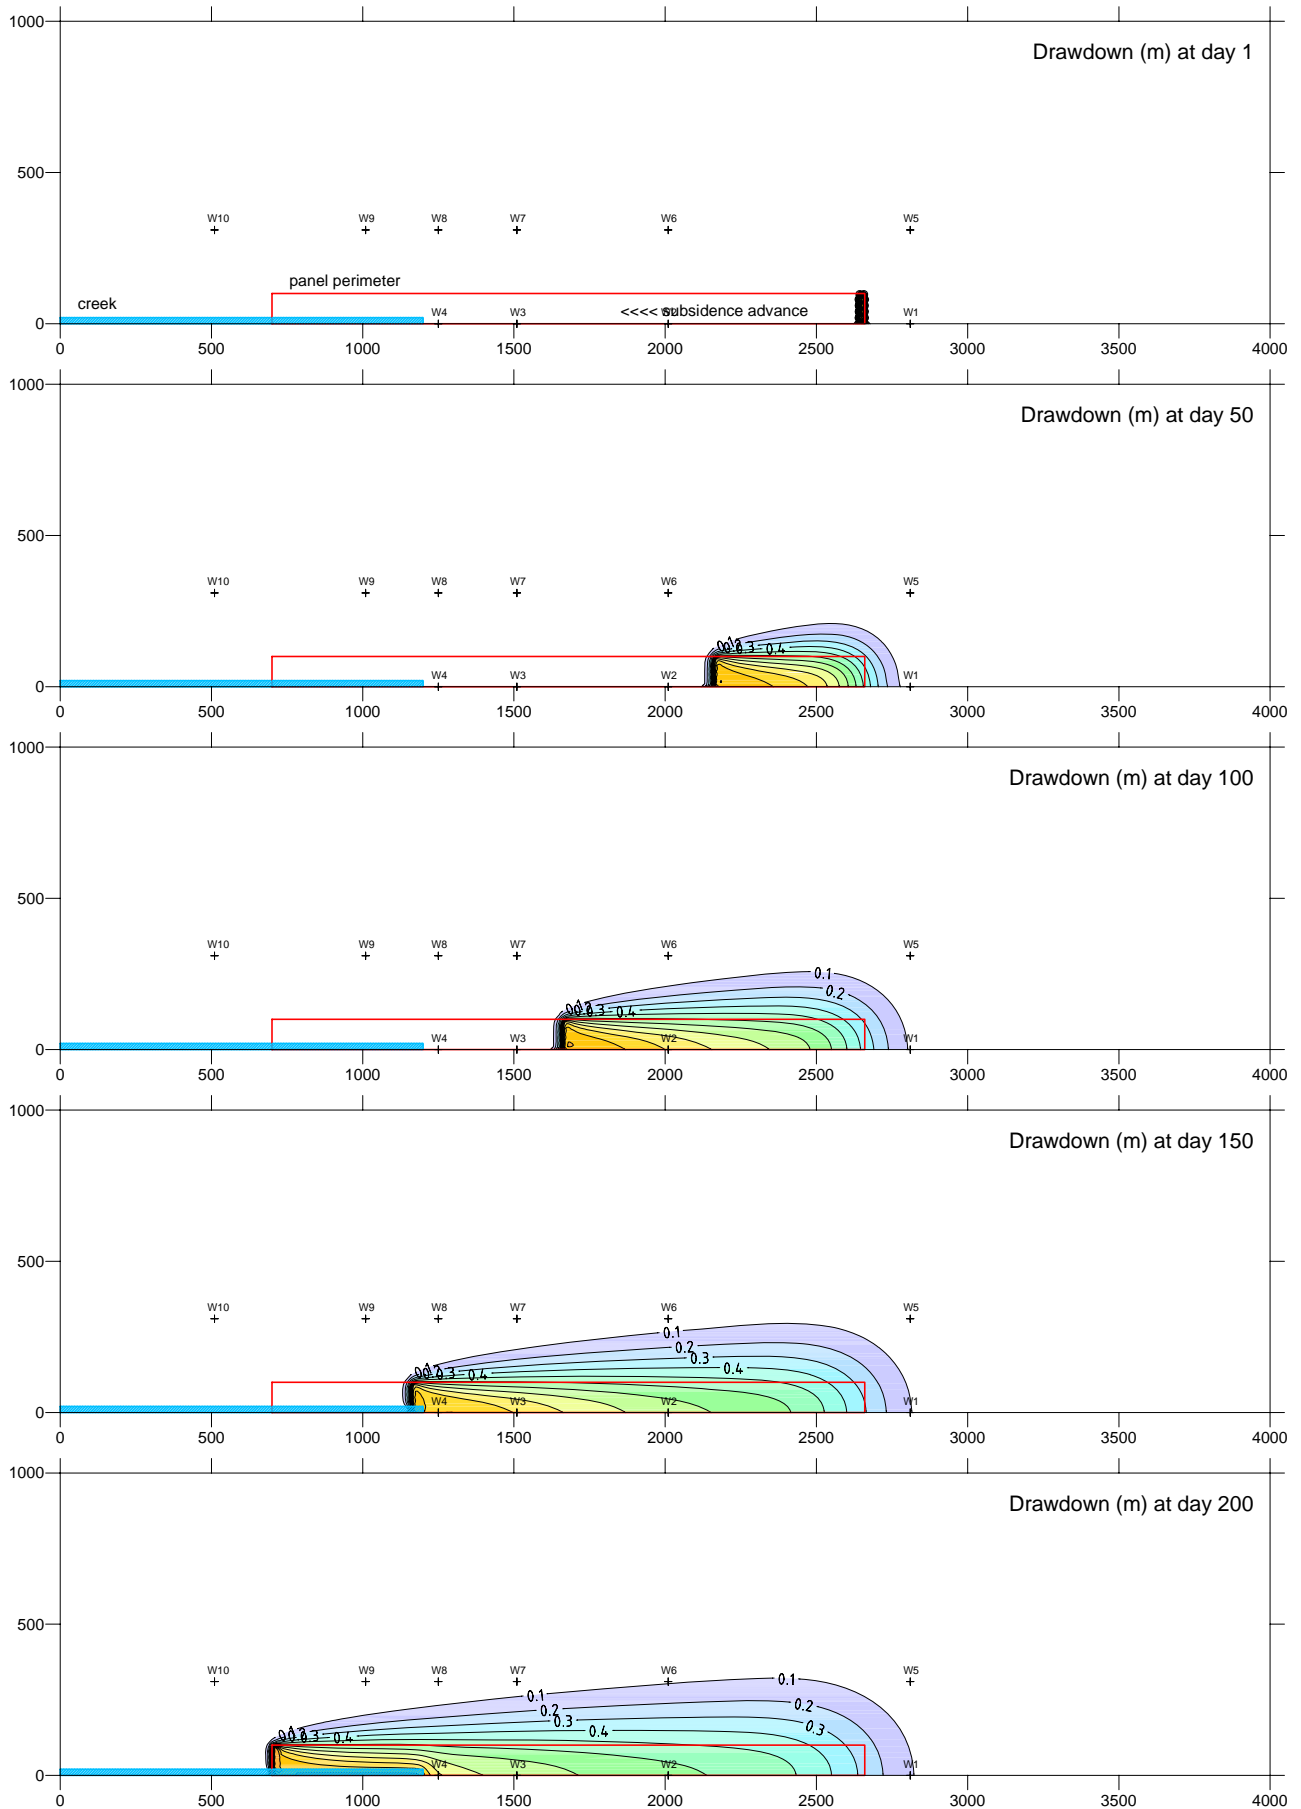 1000
Drawdown (m) at day 1
500
W10 W9 W8 W7 W6 W5
panel perimeter
creek
<<<< subsidence advance
W4 W3 W2 W1
0
0 500 1000 1500 2000 2500 3000 3500 4000
1000
Drawdown (m) at day 50
500
W10 W9 W8 W7 W6 W5
0.3 0.4
W4 W3 W2 W1
0
0 500 1000 1500 2000 2500 3000 3500 4000
1000
Drawdown (m) at day 100
500
W10 W9 W8 W7 W6 W5
0.1
0.2
0.3 0.4
W4 W3 W2 W1
0
0 500 1000 1500 2000 2500 3000 3500 4000
1000
Drawdown (m) at day 150
500
W10 W9 W8 W7 W6 W5
0.1
0.2
0.3
0.4
0.3 0.4
W4 W3 W2 W1
0
0 500 1000 1500 2000 2500 3000 3500 4000
1000
Drawdown (m) at day 200
500
W10 W9 W8 W7 W6 W5
0.1
0.1
0.2 0.2
0.3 0.3
0.4
0.3 0.4
W4 W3 W2 W1
0
0 500 1000 1500 2000 2500 3000 3500 4000